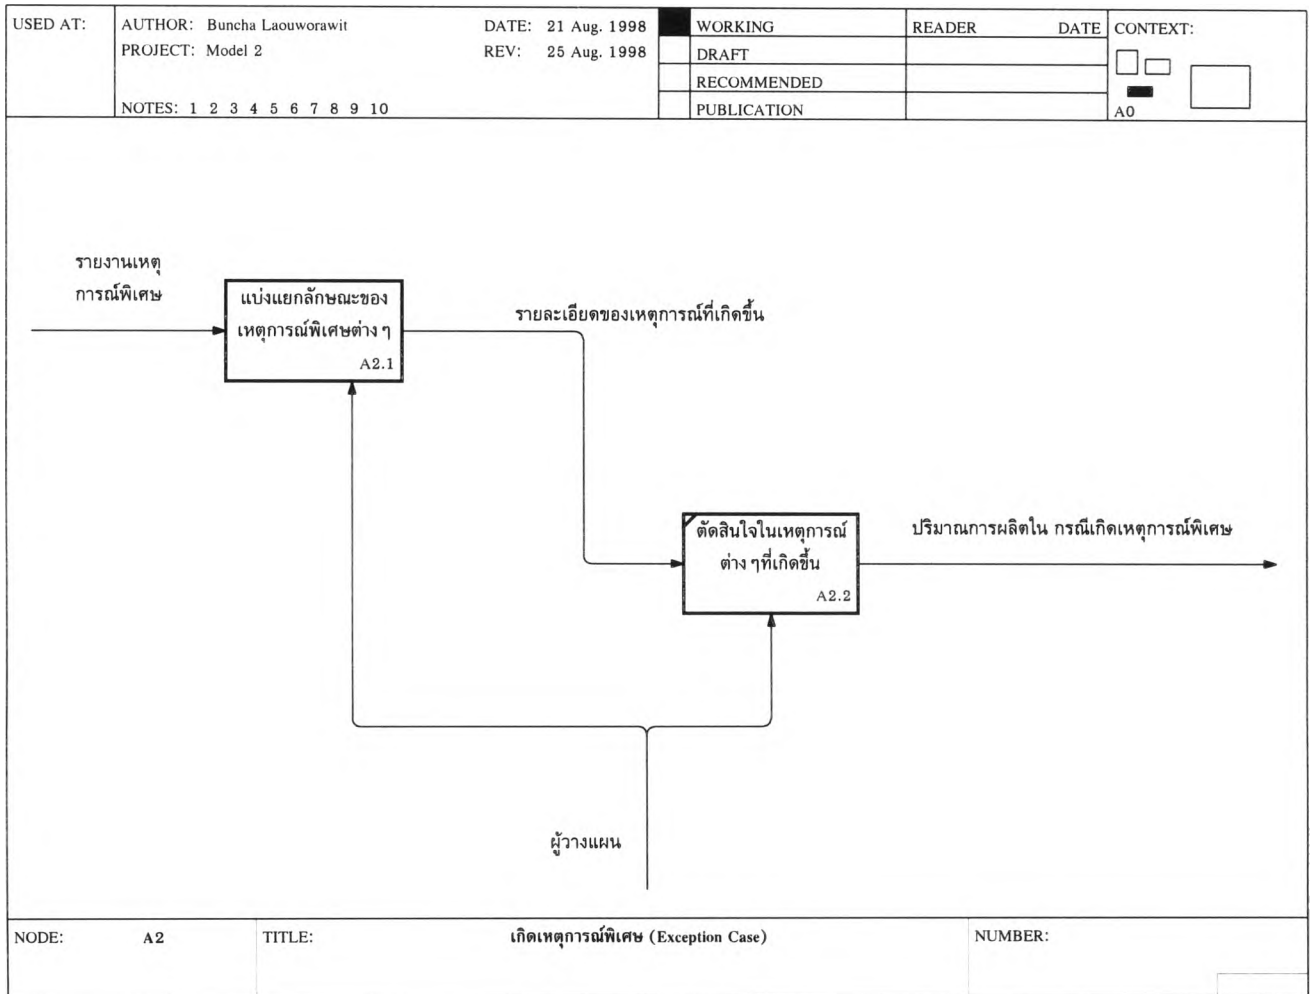 USED AT:
AUTHOR: Buncha Laouworawit
DATE: 21 Aug. 1998
PROJECT: Model 2
REV: 25 Aug. 1998
NOTES: 1 2 3 4 5 6 7 8 9 10
WORKING
DRAFT
RECOMMENDED
PUBLICATION
READER DATE
CONTEXT:
A0
รายงานเหตุ
การณ์พิเศษ
แบ่งแยกลักษณะของ
เหตุการณ์พิเศษต่าง ๆ
A2.1
รายละเอียดของเหตุการณ์ที่เกิดขึ้น
ตัดสินใจในเหตุการณ์
ต่าง ๆที่เกิดขึ้น
A2.2
ปริมาณการผลิตใน กรณีเกิดเหตุการณ์พิเศษ
ผู้วางแผน
NODE: A2
TITLE: เกิดเหตุการณ์พิเศษ (Exception Case)
NUMBER: